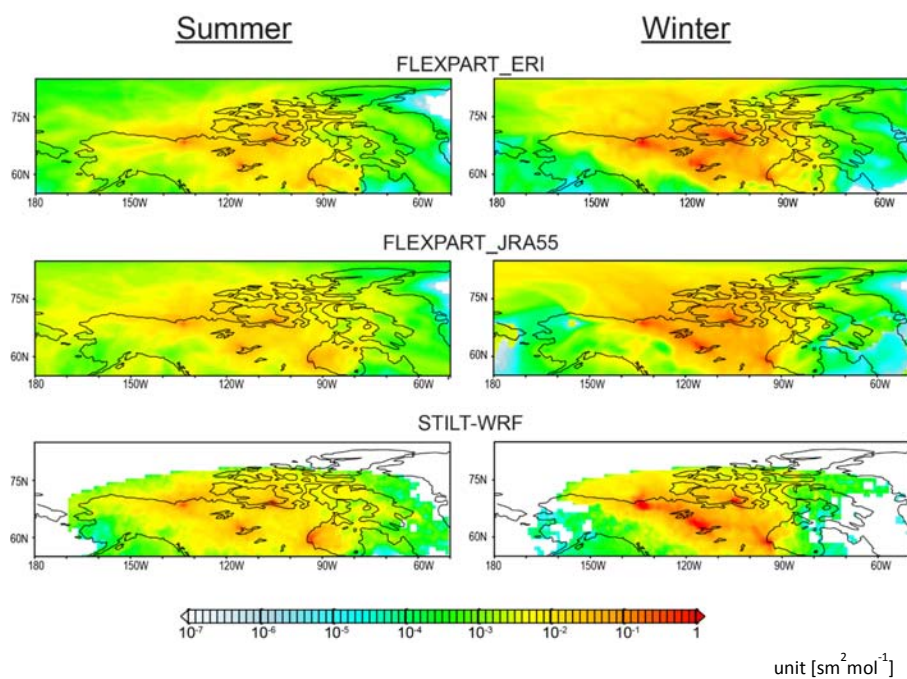 Summer Winter
FLEXPART_ERI
75N 75N
60N 60N
180 150W 120W 90W 60W 180 150W 120W 90W 60W
FLEXPART_JRA55
75N 75N
60N 60N
180 150W 120W 90W 60W 180 150W 120W 90W 60W
STILT-WRF
75N 75N
60N 60N
180 150W 120W 90W 60W 180 150W 120W 90W 60W
10⁻⁷ 10⁻⁶ 10⁻⁵ 10⁻⁴ 10⁻³ 10⁻² 10⁻¹ 1
unit [sm²mol⁻¹]